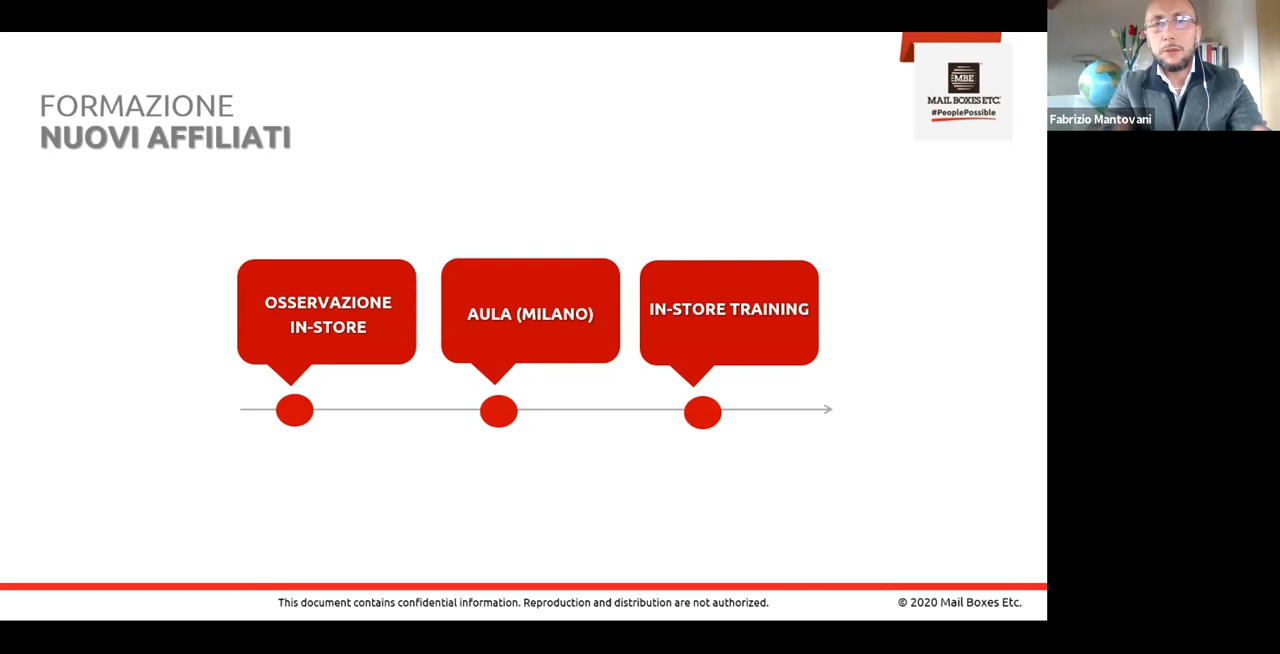 FORMAZIONE
NUOVI AFFILIATI
MBE
MAIL BOXES ETC.
#PeoplePossible
Fabrizio Mantovani
OSSERVAZIONE
IN-STORE
AULA (MILANO)
IN-STORE TRAINING
This document contains confidential information. Reproduction and distribution are not authorized.
© 2020 Mail Boxes Etc.